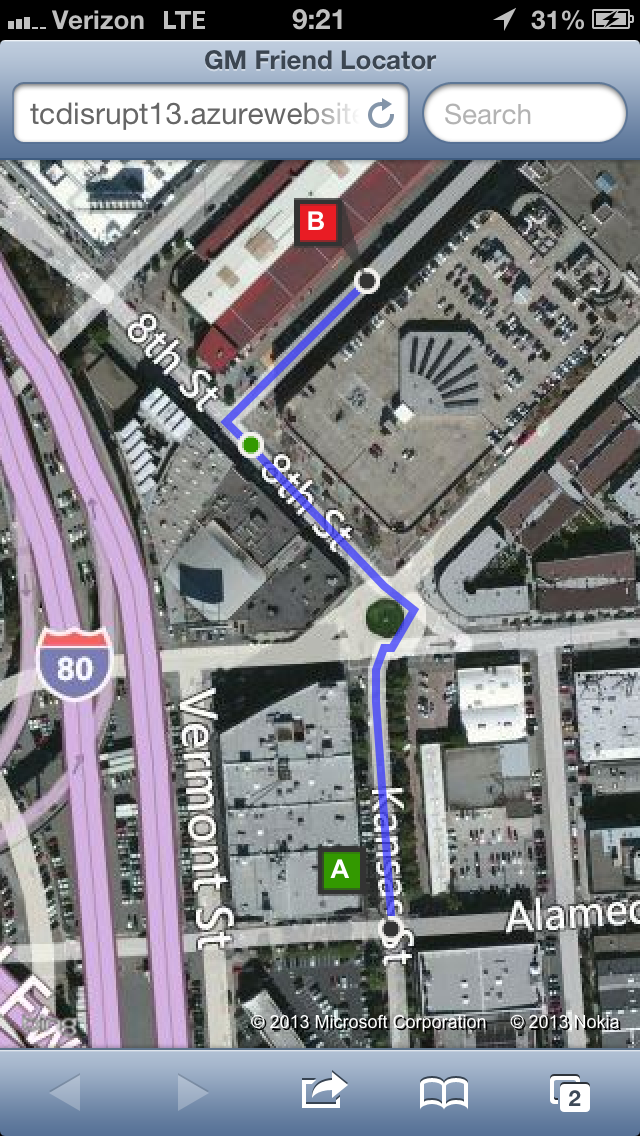 Verizon LTE 9:21 31%
GM Friend Locator
tcdisrupt13.azurewebsite
Search
B
8th St
8th St
80
Vermont St
Kansas St
A
Alamed
© 2013 Microsoft Corporation © 2013 Nokia
2